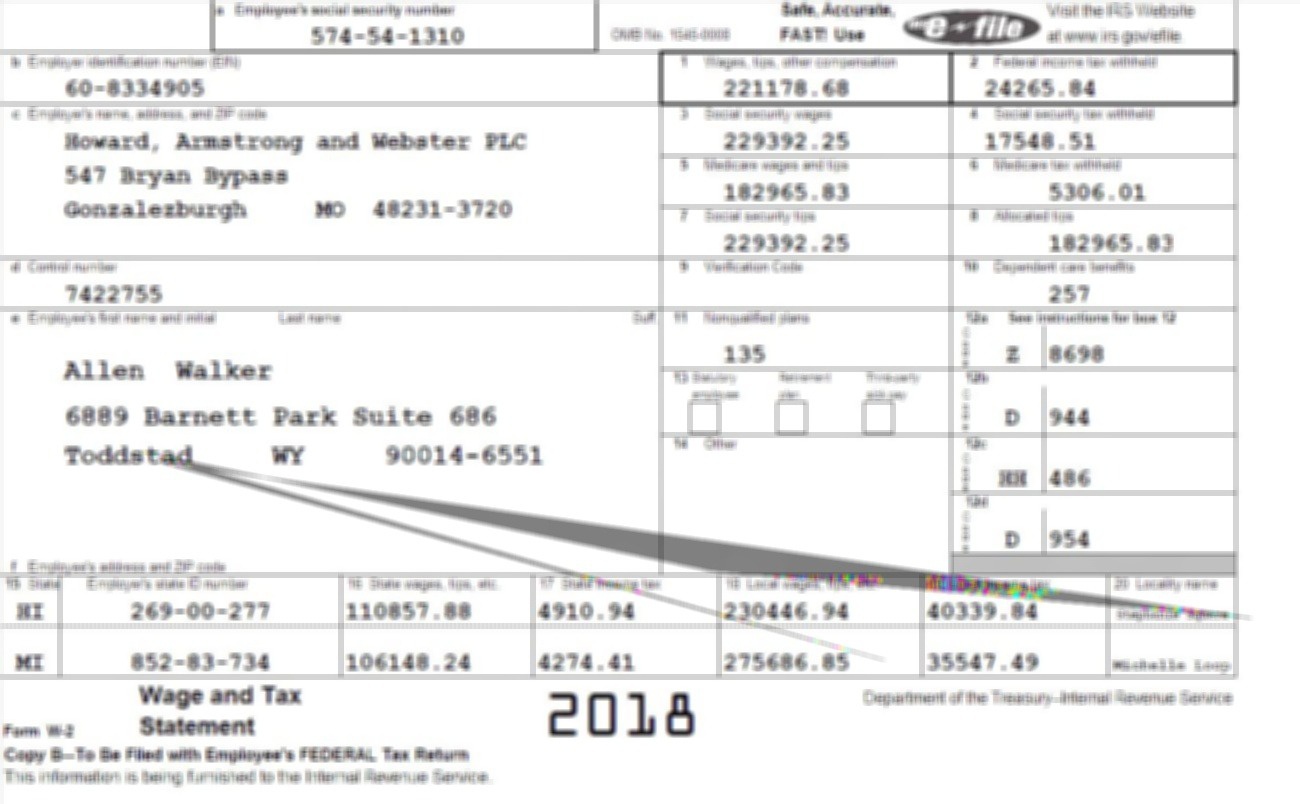 a Employee's social security number
574-54-1310
OMB No. 1545-0008
Safe, Accurate,
FAST! Use
e file
Visit the IRS Website
at www.irs.gov/efile.
b Employer identification number (EIN)
60-8334905
1 Wages, tips, other compensation
221178.68
2 Federal income tax withheld
24265.84
c Employer's name, address, and ZIP code
Howard, Armstrong and Webster PLC
547 Bryan Bypass
Gonzalezburgh MO 48231-3720
3 Social security wages
229392.25
4 Social security tax withheld
17548.51
5 Medicare wages and tips
182965.83
6 Medicare tax withheld
5306.01
7 Social security tips
229392.25
8 Allocated tips
182965.83
d Control number
7422755
9 Verification Code
10 Dependent care benefits
257
e Employee's first name and initial Last name Suff.
Allen Walker
6889 Barnett Park Suite 686
Toddstad WY 90014-6551
11 Nonqualified plans
135
12a See instructions for box 12
Z 8698
13 Statutory employee Retirement plan Third-party sick pay
12b
D 944
14 Other
12c
HH 486
12d
D 954
f Employee's address and ZIP code
15 State Employer's state ID number 16 State wages, tips, etc. 17 State income tax 18 Local wages, tips, 20 Locality name
HI 269-00-277 110857.88 4910.94 230446.94 40339.84
MI 852-83-734 106148.24 4274.41 275686.85 35547.49 Michelle Loop
Wage and Tax
Form W-2 Statement
2018
Department of the Treasury-Internal Revenue Service
Copy B—To Be Filed with Employee's FEDERAL Tax Return
This information is being furnished to the Internal Revenue Service.